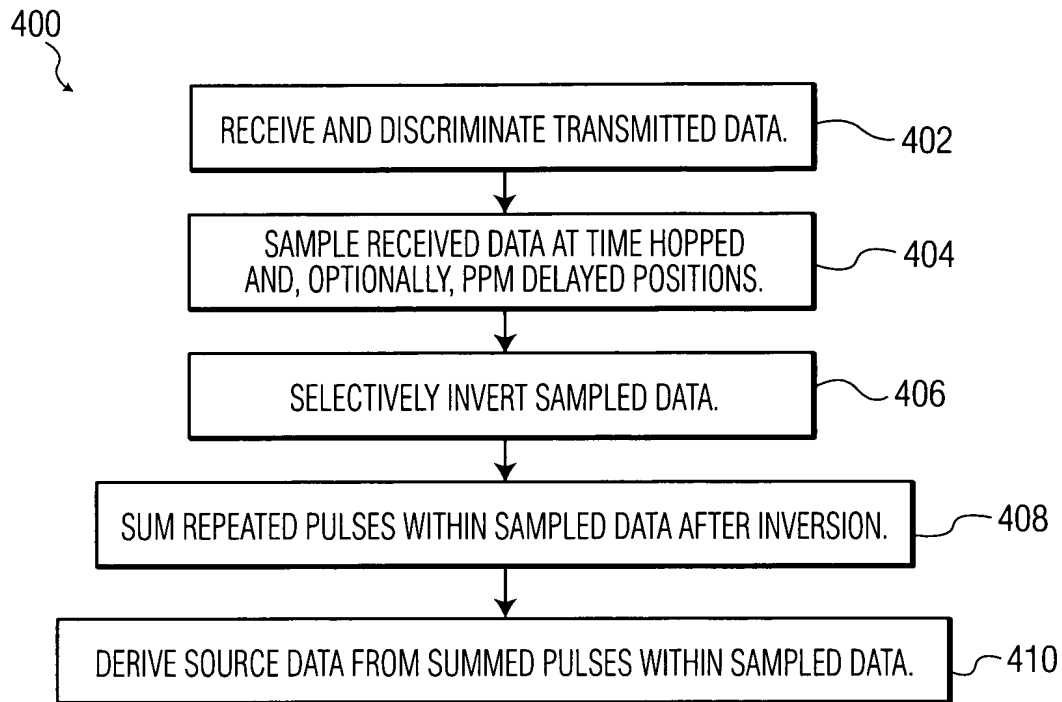 400
RECEIVE AND DISCRIMINATE TRANSMITTED DATA.
402
SAMPLE RECEIVED DATA AT TIME HOPPED
AND, OPTIONALLY, PPM DELAYED POSITIONS.
404
SELECTIVELY INVERT SAMPLED DATA.
406
SUM REPEATED PULSES WITHIN SAMPLED DATA AFTER INVERSION.
408
DERIVE SOURCE DATA FROM SUMMED PULSES WITHIN SAMPLED DATA.
410